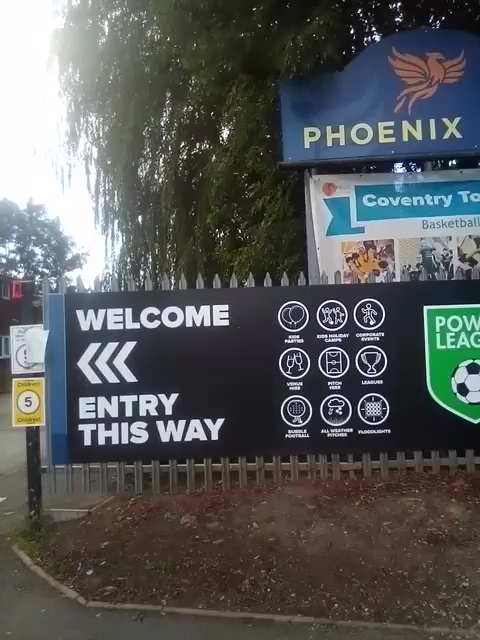 PHOENIX
Coventry To
Basketball
WELCOME
ENTRY
THIS WAY
KIDS
PARTIES
KIDS HOLIDAY
CAMPS
CORPORATE
EVENTS
VENUE
HIRE
PITCH
HIRE
LEAGUES
BUBBLE
FOOTBALL
ALL WEATHER
PITCHES
FLOODLIGHTS
POW
LEAG
Children!
5
Children!